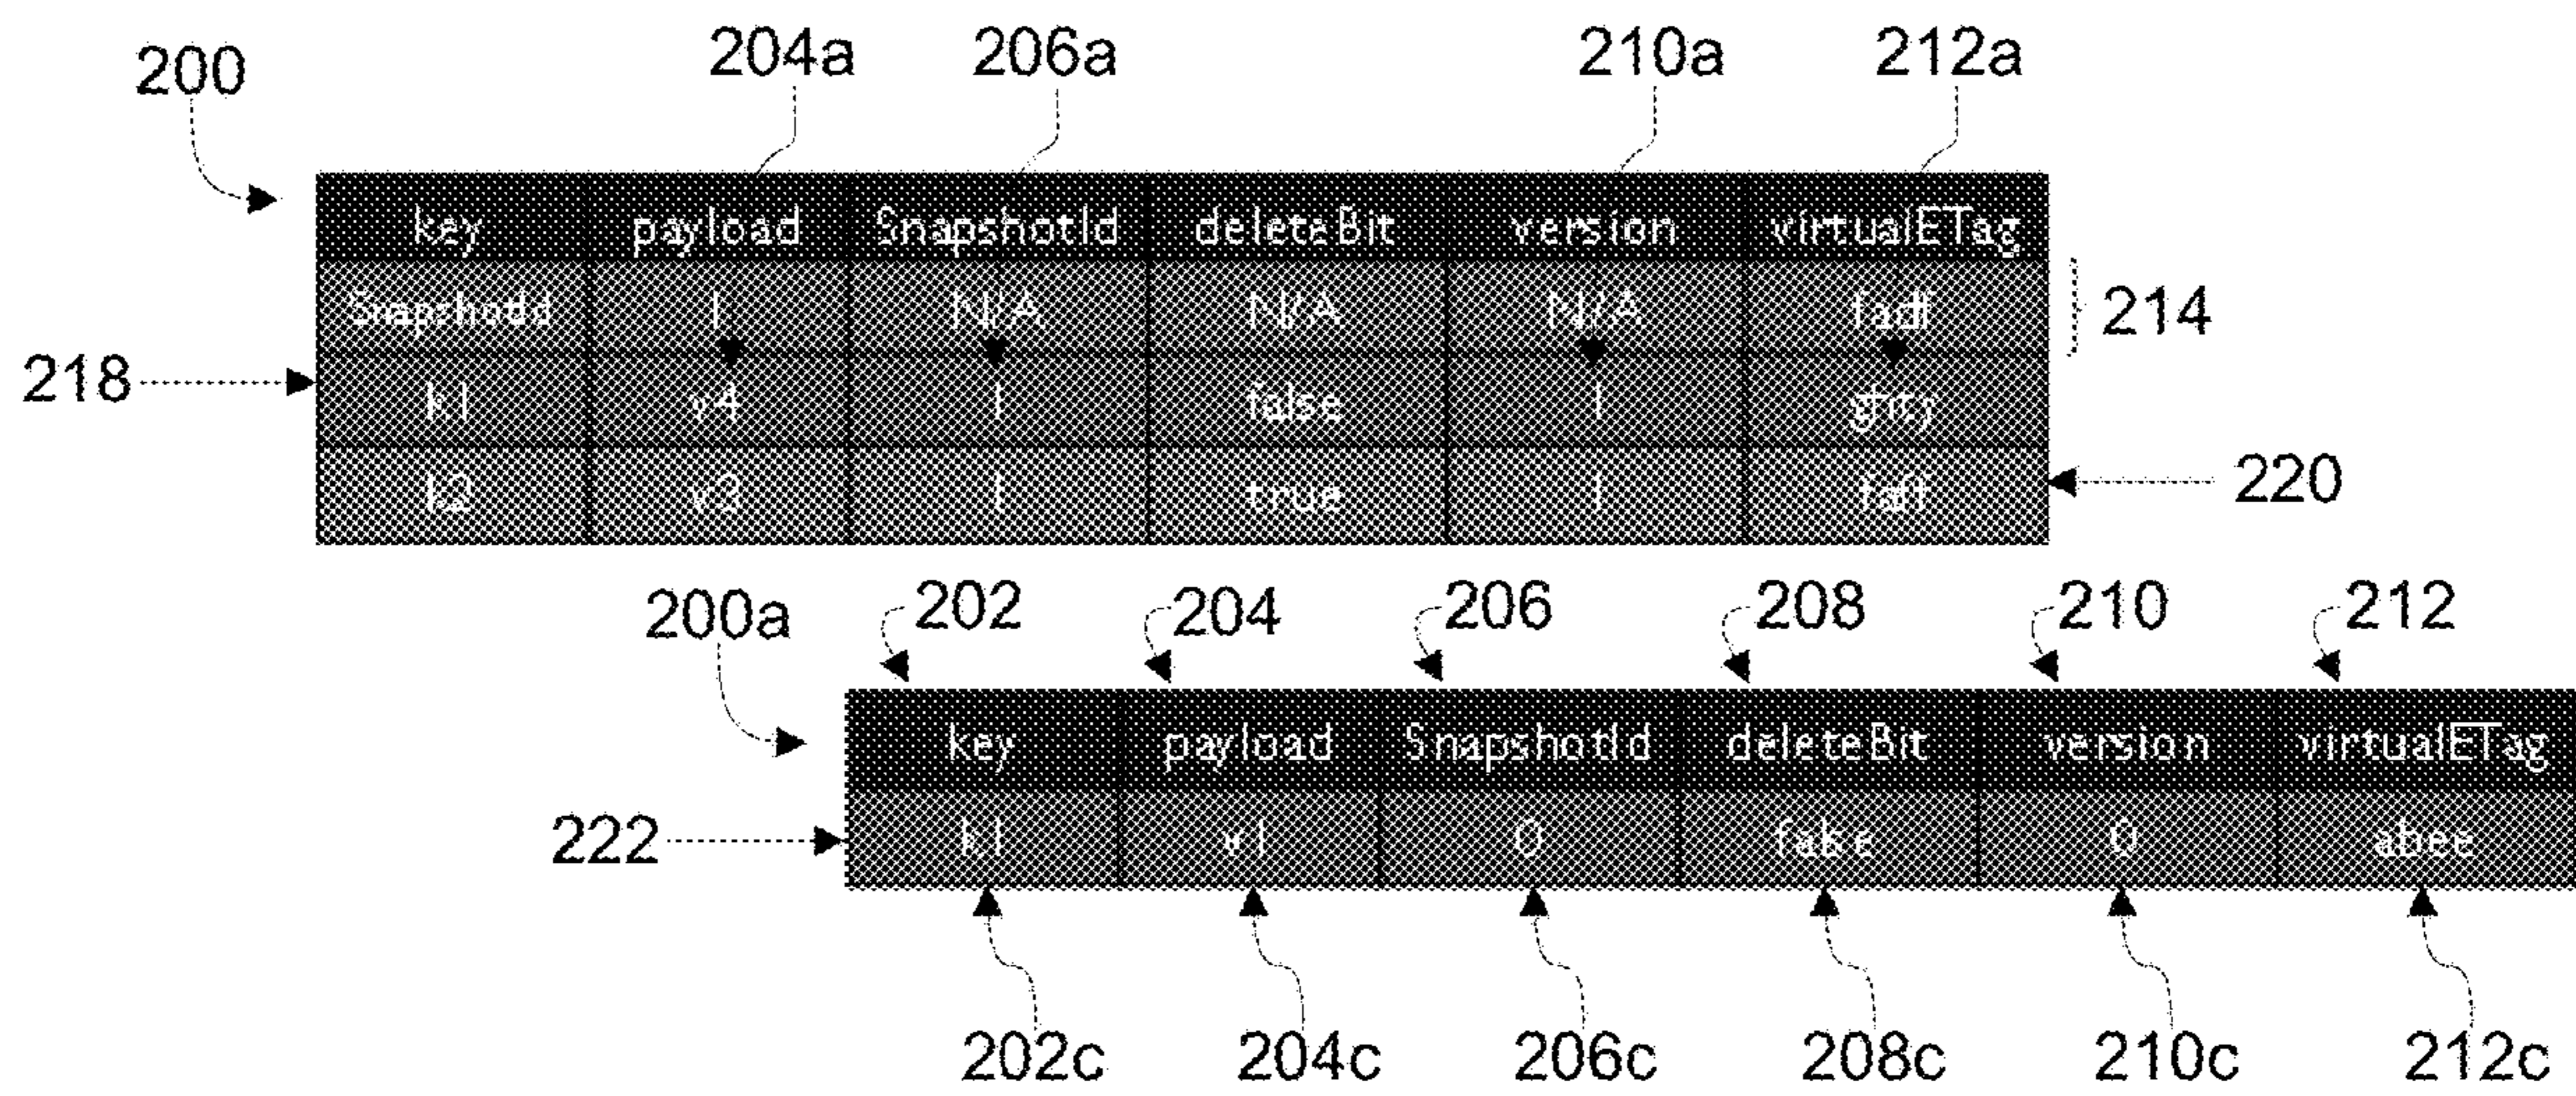 200 204a 206a 210a 212a
key payload SnapshotId deleteBit version virtualETag
SnapshotId 1 N/A N/A N/A 214
218 k1 v4 1 false 1
k2 v3 1 true 1 220
200a 202 204 206 208 210 212
key payload SnapshotId deleteBit version virtualETag
222 k1 v1 0 false 0 abee
202c 204c 206c 208c 210c 212c